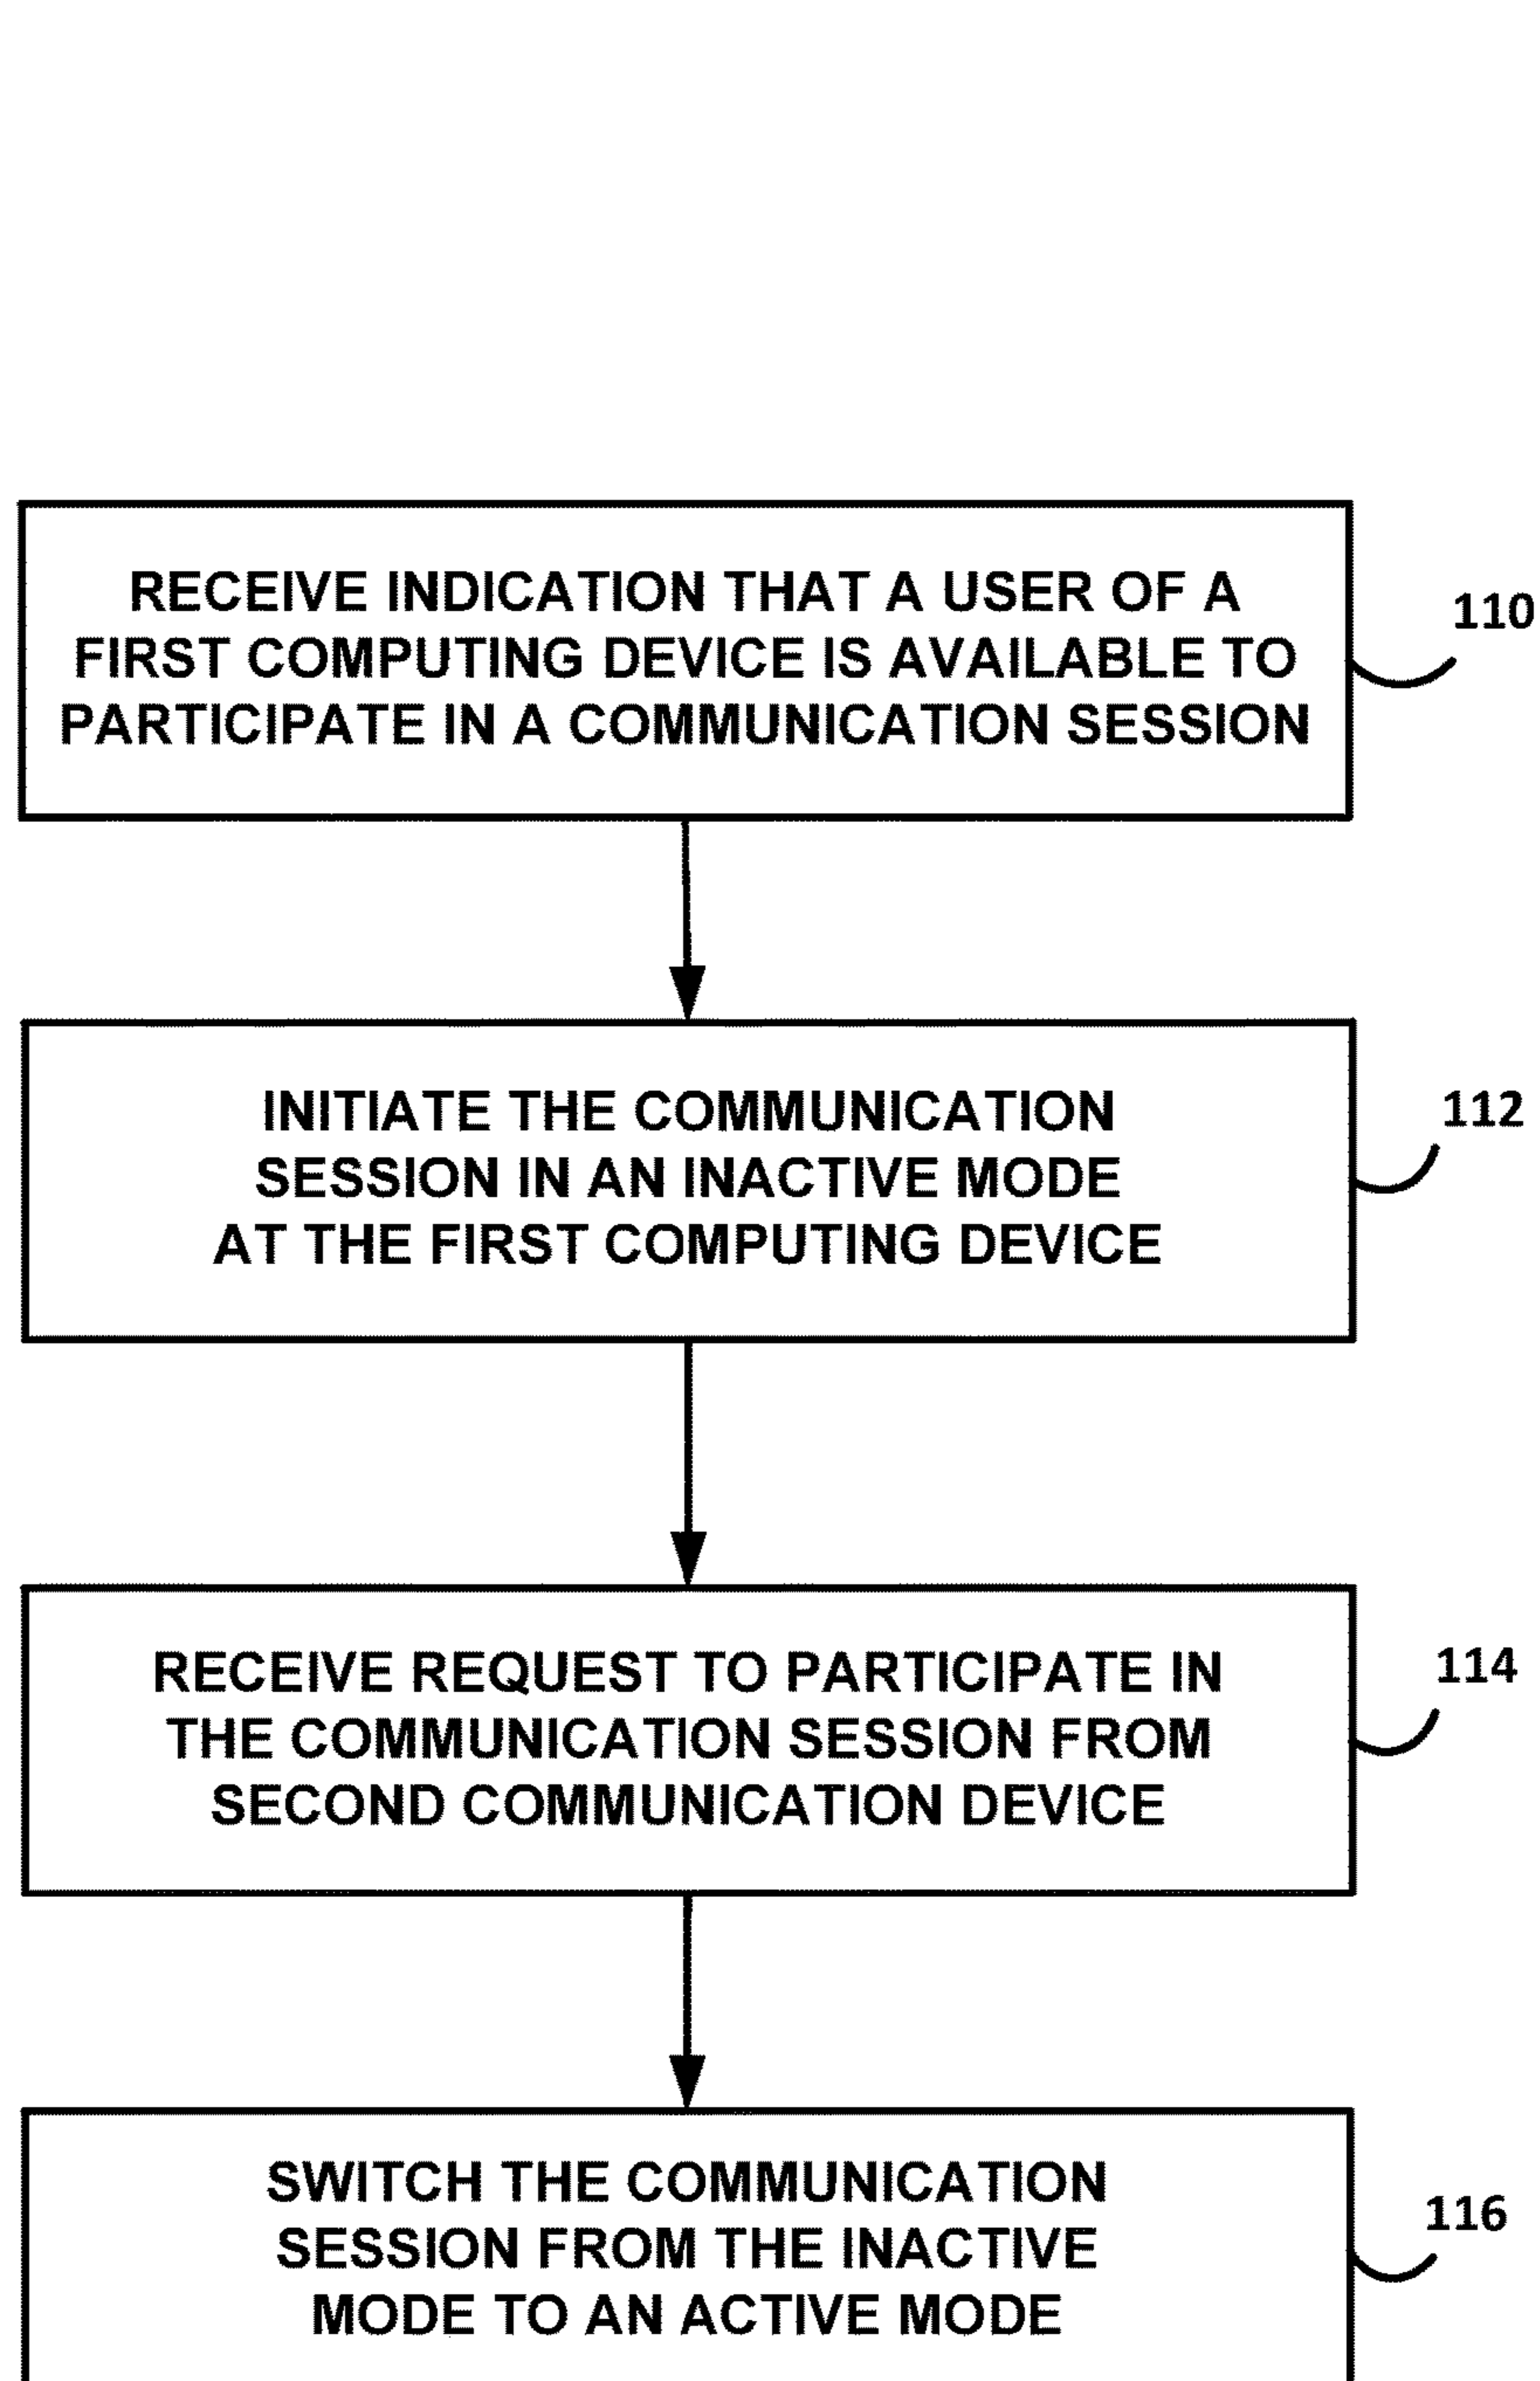 RECEIVE INDICATION THAT A USER OF A
FIRST COMPUTING DEVICE IS AVAILABLE TO
PARTICIPATE IN A COMMUNICATION SESSION
110
INITIATE THE COMMUNICATION
SESSION IN AN INACTIVE MODE
AT THE FIRST COMPUTING DEVICE
112
RECEIVE REQUEST TO PARTICIPATE IN
THE COMMUNICATION SESSION FROM
SECOND COMMUNICATION DEVICE
114
SWITCH THE COMMUNICATION
SESSION FROM THE INACTIVE
MODE TO AN ACTIVE MODE
116